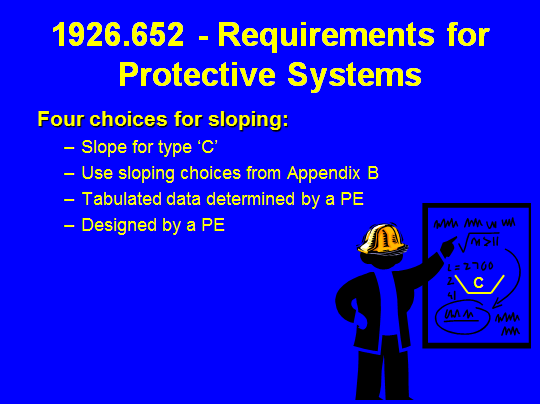 1926.652 - Requirements for
Protective Systems
Four choices for sloping:
– Slope for type ‘C’
– Use sloping choices from Appendix B
– Tabulated data determined by a PE
– Designed by a PE
C